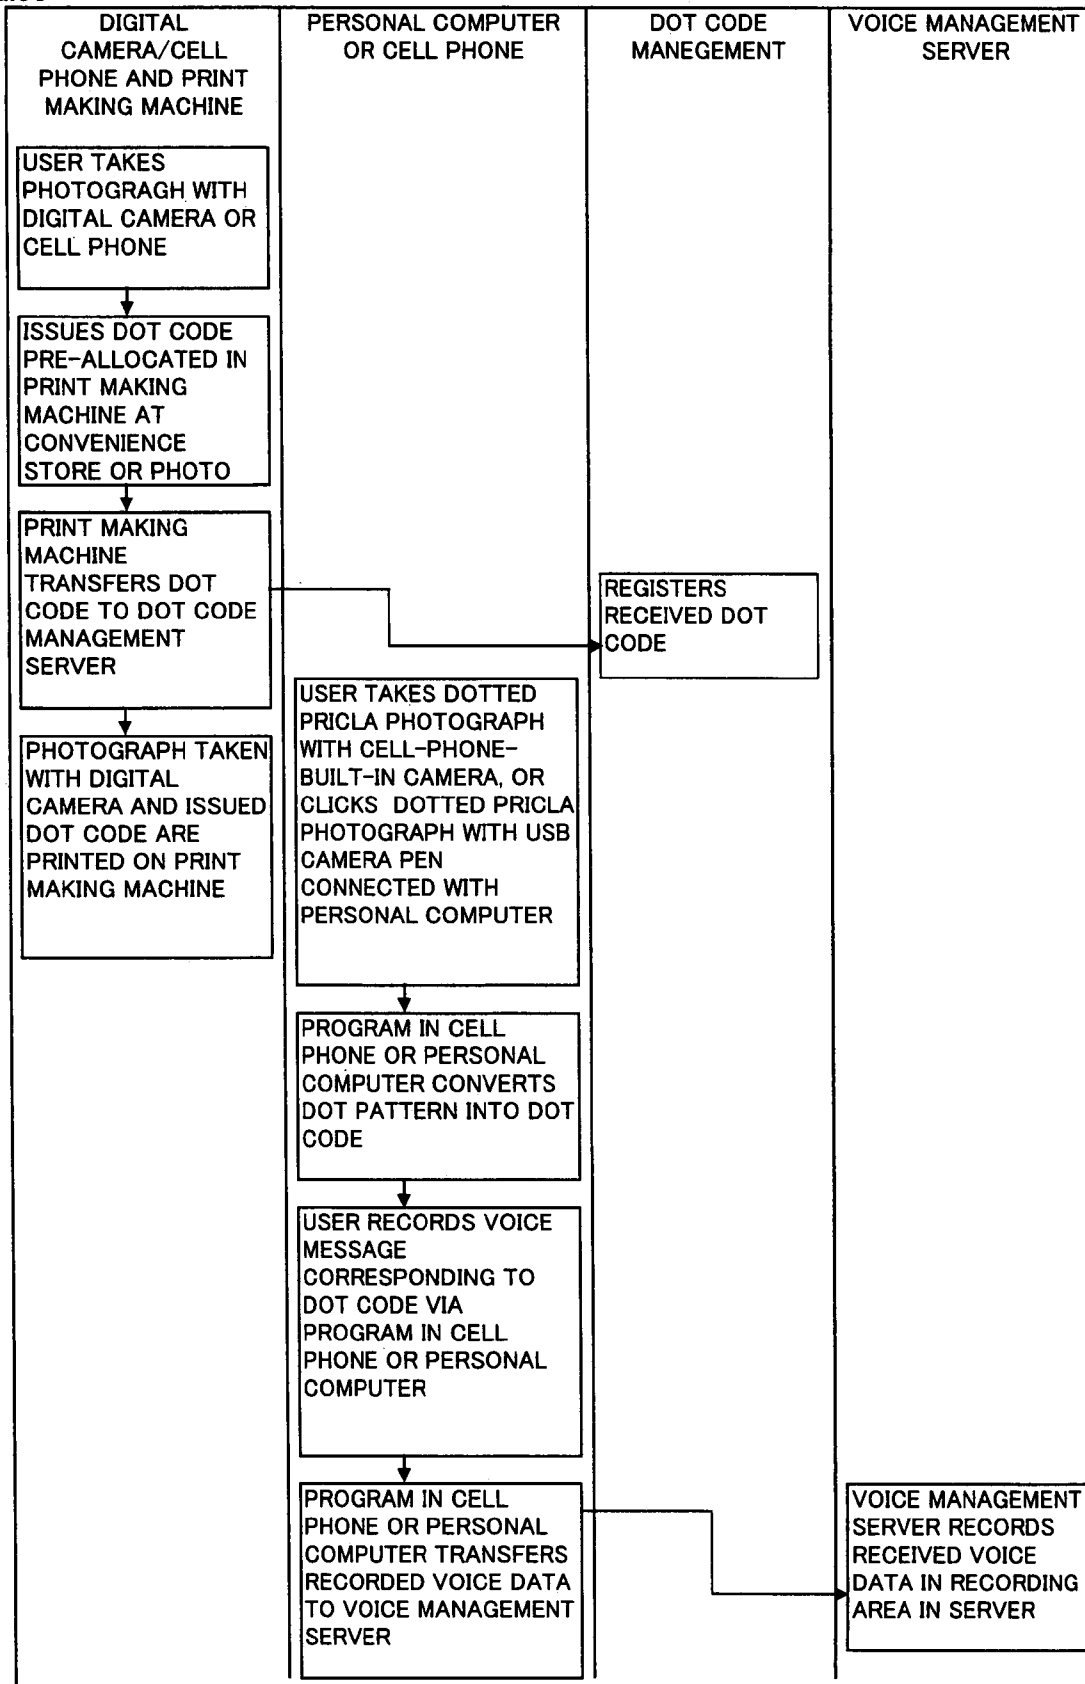 DIGITAL
CAMERA/CELL
PHONE AND PRINT
MAKING MACHINE
PERSONAL COMPUTER
OR CELL PHONE
DOT CODE
MANEGEMENT
VOICE MANAGEMENT
SERVER
USER TAKES
PHOTOGRAGH WITH
DIGITAL CAMERA OR
CELL PHONE
ISSUES DOT CODE
PRE-ALLOCATED IN
PRINT MAKING
MACHINE AT
CONVENIENCE
STORE OR PHOTO
PRINT MAKING
MACHINE
TRANSFERS DOT
CODE TO DOT CODE
MANAGEMENT
SERVER
REGISTERS
RECEIVED DOT
CODE
PHOTOGRAPH TAKEN
WITH DIGITAL
CAMERA AND ISSUED
DOT CODE ARE
PRINTED ON PRINT
MAKING MACHINE
USER TAKES DOTTED
PRICLA PHOTOGRAPH
WITH CELL-PHONE-
BUILT-IN CAMERA, OR
CLICKS DOTTED PRICLA
PHOTOGRAPH WITH USB
CAMERA PEN
CONNECTED WITH
PERSONAL COMPUTER
PROGRAM IN CELL
PHONE OR PERSONAL
COMPUTER CONVERTS
DOT PATTERN INTO DOT
CODE
USER RECORDS VOICE
MESSAGE
CORRESPONDING TO
DOT CODE VIA
PROGRAM IN CELL
PHONE OR PERSONAL
COMPUTER
PROGRAM IN CELL
PHONE OR PERSONAL
COMPUTER TRANSFERS
RECORDED VOICE DATA
TO VOICE MANAGEMENT
SERVER
VOICE MANAGEMENT
SERVER RECORDS
RECEIVED VOICE
DATA IN RECORDING
AREA IN SERVER